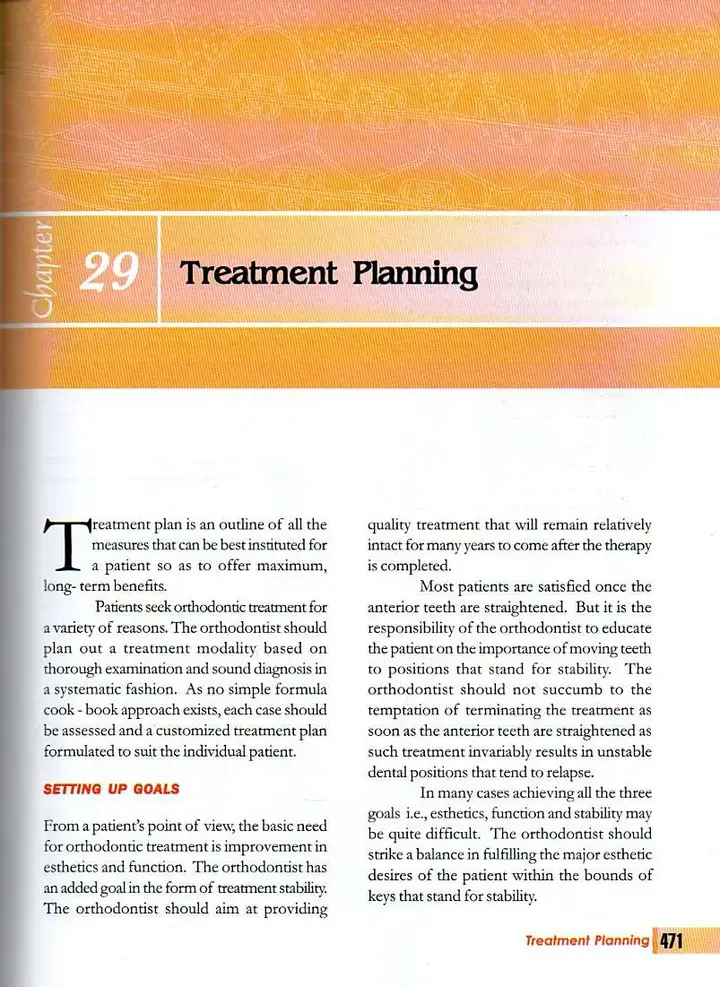 Chapter
29
Treatment Planning
Treatment plan is an outline of all the
measures that can be best instituted for
a patient so as to offer maximum,
long- term benefits.
Patients seek orthodontic treatment for
a variety of reasons. The orthodontist should
plan out a treatment modality based on
thorough examination and sound diagnosis in
a systematic fashion. As no simple formula
cook - book approach exists, each case should
be assessed and a customized treatment plan
formulated to suit the individual patient.
SETTING UP GOALS
From a patient's point of view, the basic need
for orthodontic treatment is improvement in
esthetics and function. The orthodontist has
an added goal in the form of treatment stability.
The orthodontist should aim at providing
quality treatment that will remain relatively
intact for many years to come after the therapy
is completed.
Most patients are satisfied once the
anterior teeth are straightened. But it is the
responsibility of the orthodontist to educate
the patient on the importance of moving teeth
to positions that stand for stability. The
orthodontist should not succumb to the
temptation of terminating the treatment as
soon as the anterior teeth are straightened as
such treatment invariably results in unstable
dental positions that tend to relapse.
In many cases achieving all the three
goals i.e., esthetics, function and stability may
be quite difficult. The orthodontist should
strike a balance in fulfilling the major esthetic
desires of the patient within the bounds of
keys that stand for stability.
Treatment Planning 471